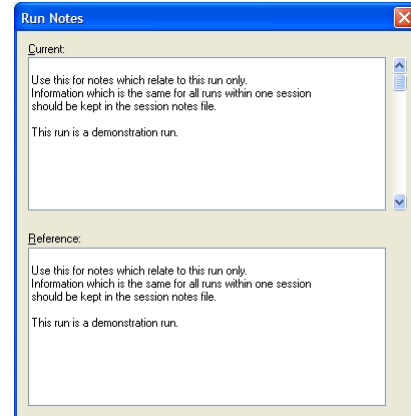 Run Notes
Current:
Use this for notes which relate to this run only.
Information which is the same for all runs within one session
should be kept in the session notes file.
This run is a demonstration run.
Reference:
Use this for notes which relate to this run only.
Information which is the same for all runs within one session
should be kept in the session notes file.
This run is a demonstration run.